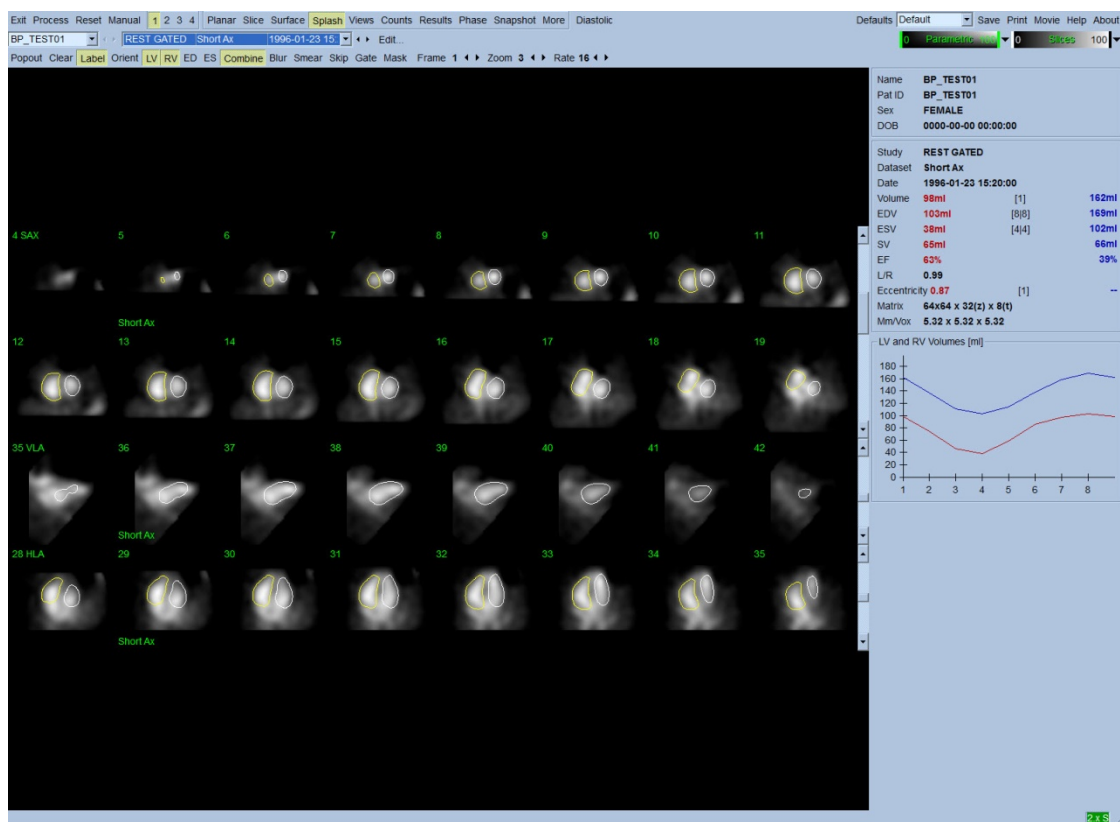 Exit Process Reset Manual 1 2 3 4 Planar Slice Surface Splash Views Counts Results Phase Snapshot More Diastolic Defaults Default Save Print Movie Help About
BP_TEST01 REST GATED Short Ax 1996-01-23 15: Edit... 0 Parametric 100 0 Slices 100
Popout Clear Label Orient LV RV ED ES Combine Blur Smear Skip Gate Mask Frame 1 Zoom 3 Rate 16
4 SAX 5 6 7 8 9 10 11
Short Ax
12 13 14 15 16 17 18 19
35 VLA 36 37 38 39 40 41 42
Short Ax
28 HLA 29 30 31 32 33 34 35
Short Ax
Name BP_TEST01
Pat ID BP_TEST01
Sex FEMALE
DOB 0000-00-00 00:00:00
Study REST GATED
Dataset Short Ax
Date 1996-01-23 15:20:00
Volume 98ml [1] 162ml
EDV 103ml [8|8] 169ml
ESV 38ml [4|4] 102ml
SV 65ml 66ml
EF 63% 39%
L/R 0.99
Eccentricity 0.87 [1] --
Matrix 64x64 x 32(z) x 8(t)
Mm/Vox 5.32 x 5.32 x 5.32
LV and RV Volumes [ml]
180
160
140
120
100
80
60
40
20
0
1 2 3 4 5 6 7 8
2 x S